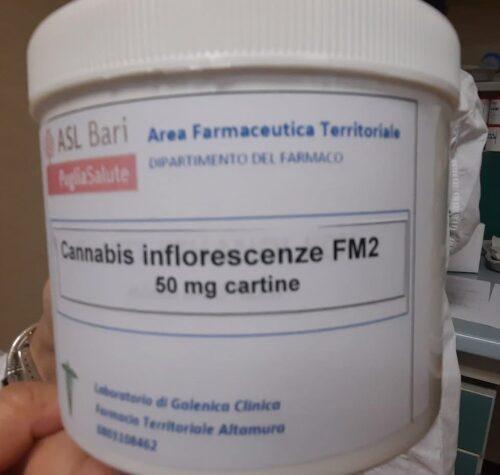 ASL Bari
PugliaSalute
Area Farmaceutica Territoriale
DIPARTIMENTO DEL FARMACO
Cannabis inflorescenze FM2
50 mg cartine
Laboratorio di Galenica Clinica
Farmacia Territoriale Altamura
0803108462